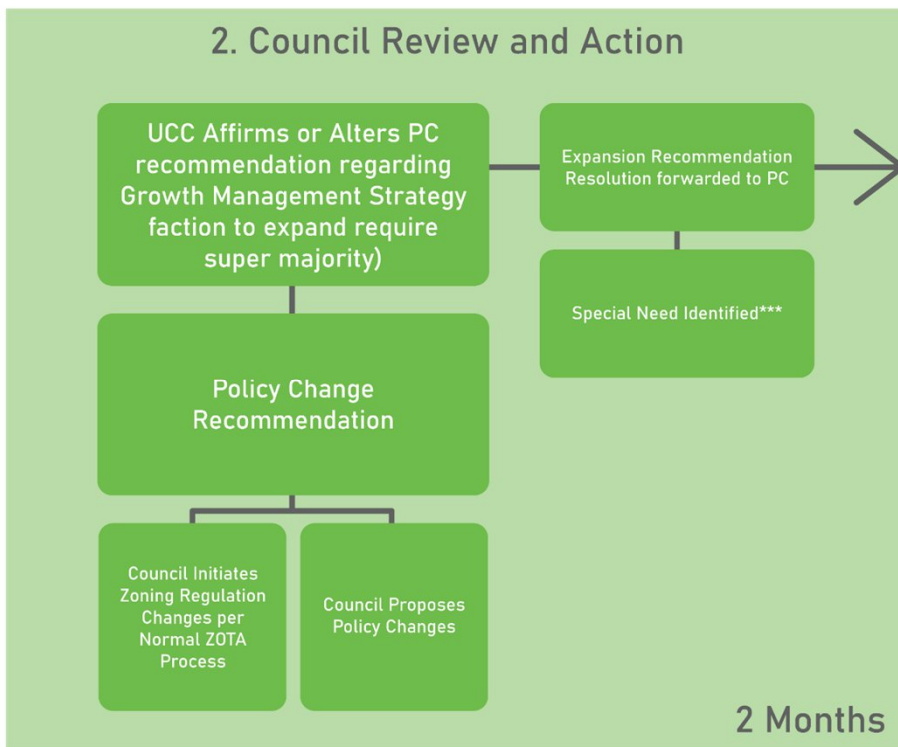 2. Council Review and Action
UCC Affirms or Alters PC
recommendation regarding
Growth Management Strategy
faction to expand require
super majority)
Expansion Recommendation
Resolution forwarded to PC
Special Need Identified***
Policy Change
Recommendation
Council Initiates
Zoning Regulation
Changes per
Normal ZOTA
Process
Council Proposes
Policy Changes
2 Months